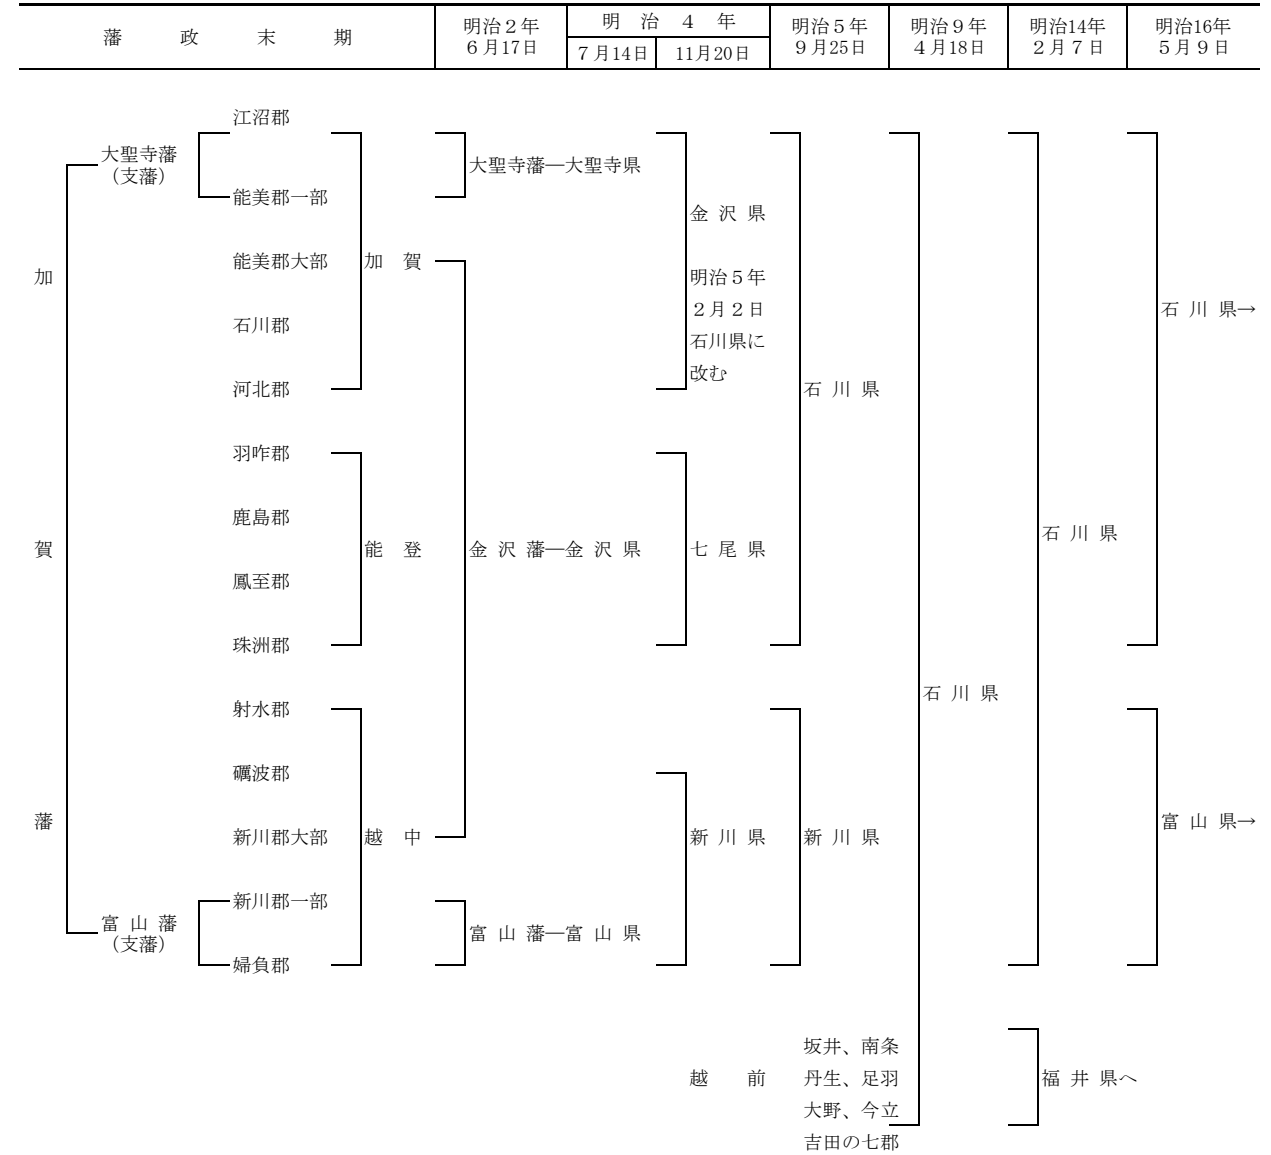 藩　政　末　期
明治２年
６月17日
明　治　４　年
７月14日
11月20日
明治５年
９月25日
明治９年
４月18日
明治14年
２月７日
明治16年
５月９日
加　賀　藩
大聖寺藩
（支藩）
富 山 藩
（支藩）
江沼郡
能美郡一部
能美郡大部
石川郡
河北郡
羽咋郡
鹿島郡
鳳至郡
珠洲郡
射水郡
礪波郡
新川郡大部
新川郡一部
婦負郡
加　賀
能　登
越　中
大聖寺藩―大聖寺県
金 沢 藩―金 沢 県
富 山 藩―富 山 県
金 沢 県
明治５年
２月２日
石川県に
改む
七 尾 県
新 川 県
越　前
石 川 県
新 川 県
坂井、南条
丹生、足羽
大野、今立
吉田の七郡
石 川 県
石 川 県
福 井 県へ
石 川 県→
富 山 県→